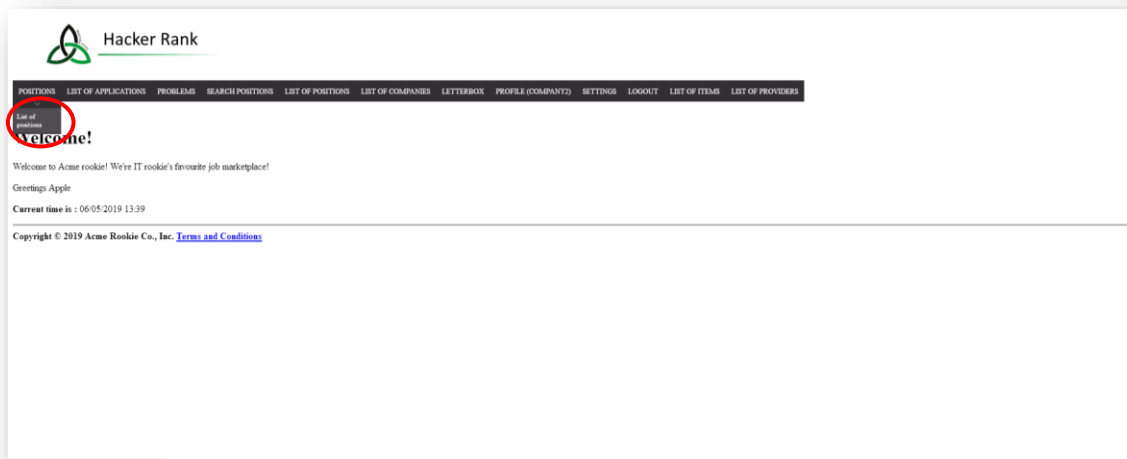 Hacker Rank
POSITIONS LIST OF APPLICATIONS PROBLEMS SEARCH POSITIONS LIST OF POSITIONS LIST OF COMPANIES LETTERBOX PROFILE (COMPANY2) SETTINGS LOGOUT LIST OF ITEMS LIST OF PROVIDERS
List of
positions
Welcome!
Welcome to Acme rookie! We're IT rookie's favourite job marketplace!
Greetings Apple
Current time is : 06/05/2019 13:39
Copyright © 2019 Acme Rookie Co., Inc. Terms and Conditions